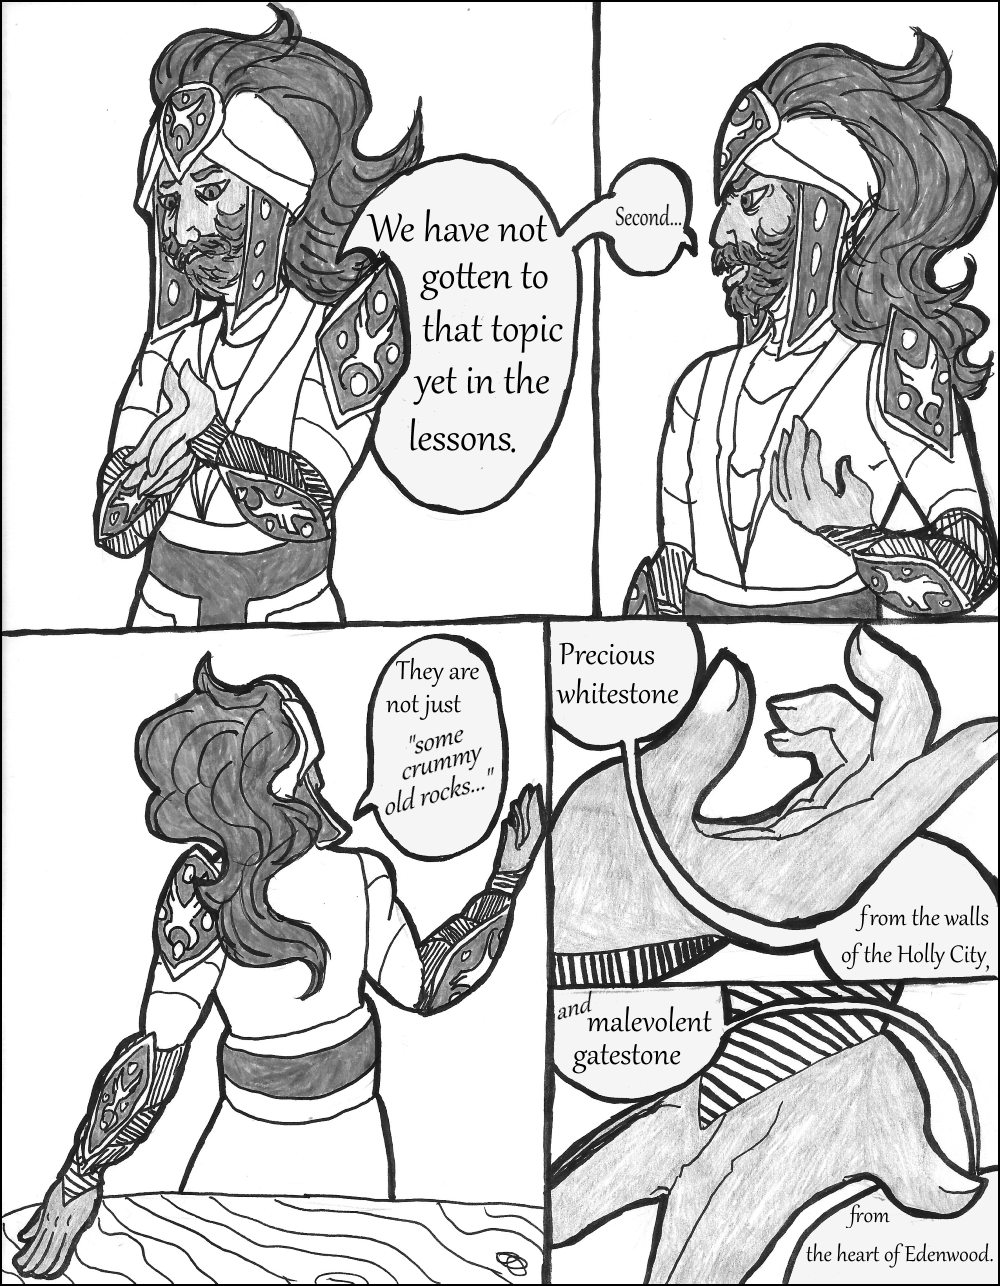 We have not
gotten to
that topic
yet in the
lessons.
Second...
They are
not just
"some
crummy
old rocks..."
Precious
whitestone
from the walls
of the Holly City,
and
malevolent
gatestone
from
the heart of Edenwood.